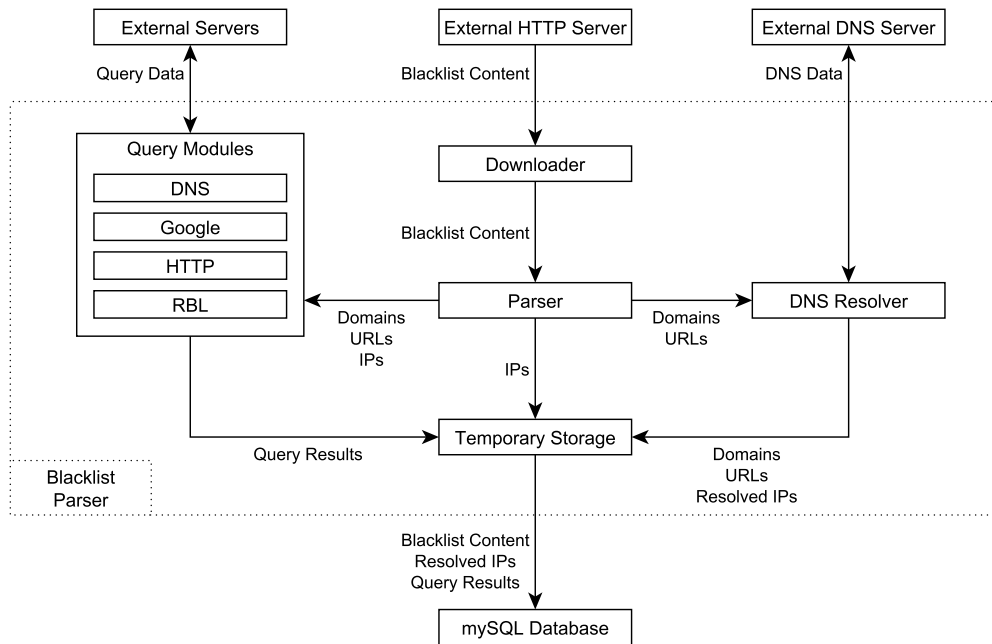 External Servers
External HTTP Server
External DNS Server
Query Data
Blacklist Content
DNS Data
Query Modules
DNS
Google
HTTP
RBL
Downloader
Blacklist Content
Parser
DNS Resolver
Domains
URLs
IPs
Domains
URLs
IPs
Temporary Storage
Query Results
Domains
URLs
Resolved IPs
Blacklist
Parser
Blacklist Content
Resolved IPs
Query Results
mySQL Database